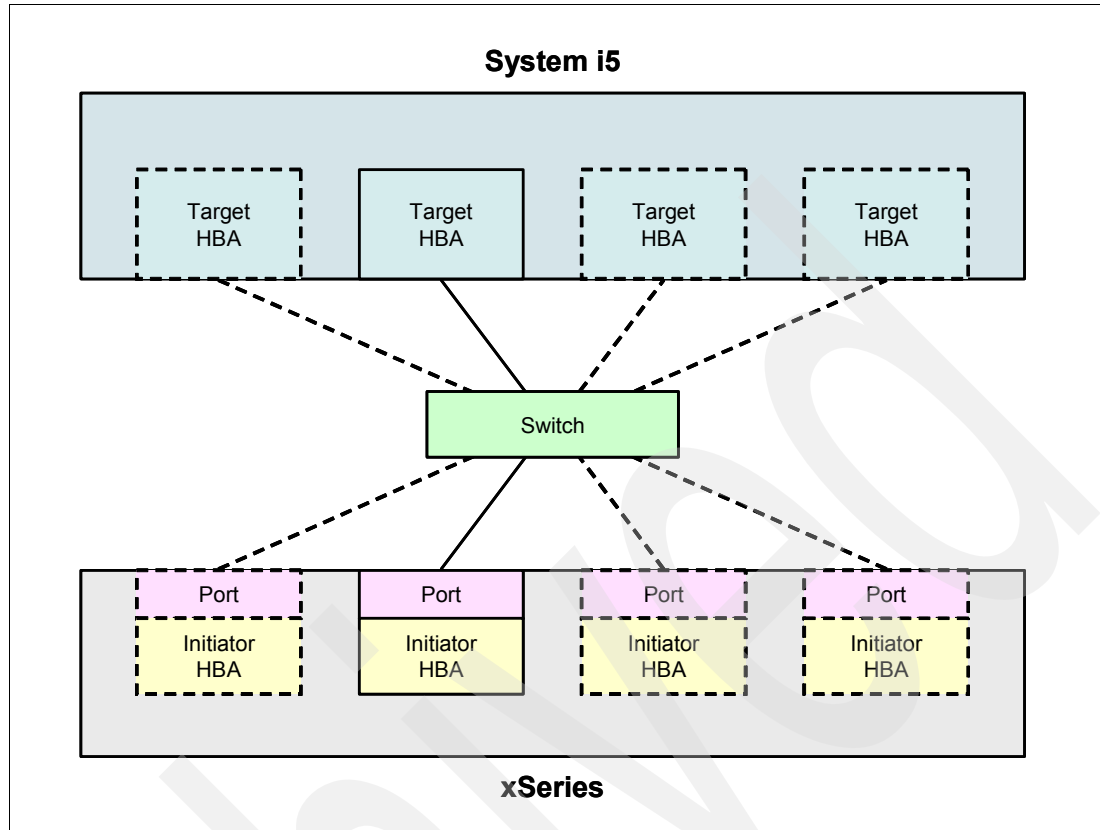 System i5
Target
HBA
Target
HBA
Target
HBA
Target
HBA
Switch
Port
Port
Port
Port
Initiator
HBA
Initiator
HBA
Initiator
HBA
Initiator
HBA
xSeries